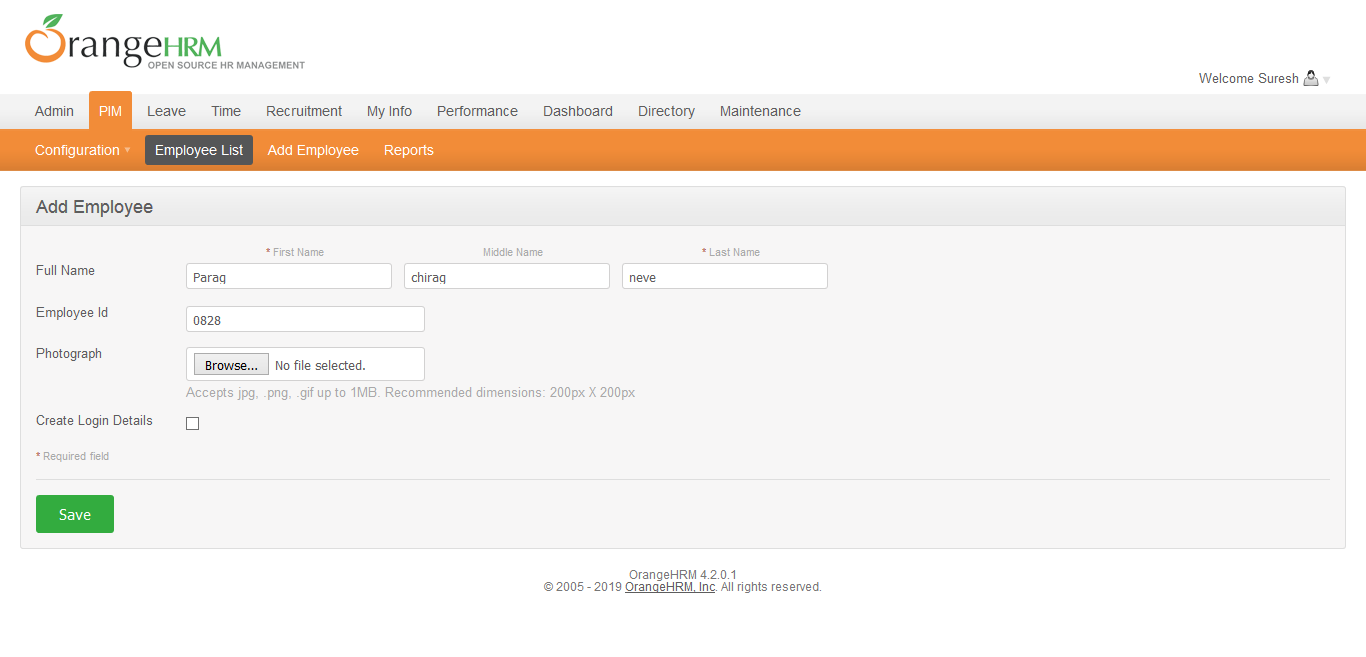 OrangeHRM
OPEN SOURCE HR MANAGEMENT
Welcome Suresh
Admin PIM Leave Time Recruitment My Info Performance Dashboard Directory Maintenance
Configuration Employee List Add Employee Reports
Add Employee
* First Name Middle Name * Last Name
Full Name Parag chirag neve
Employee Id 0828
Photograph Browse... No file selected.
Accepts jpg, .png, .gif up to 1MB. Recommended dimensions: 200px X 200px
Create Login Details
* Required field
Save
OrangeHRM 4.2.0.1
© 2005 - 2019 OrangeHRM, Inc. All rights reserved.